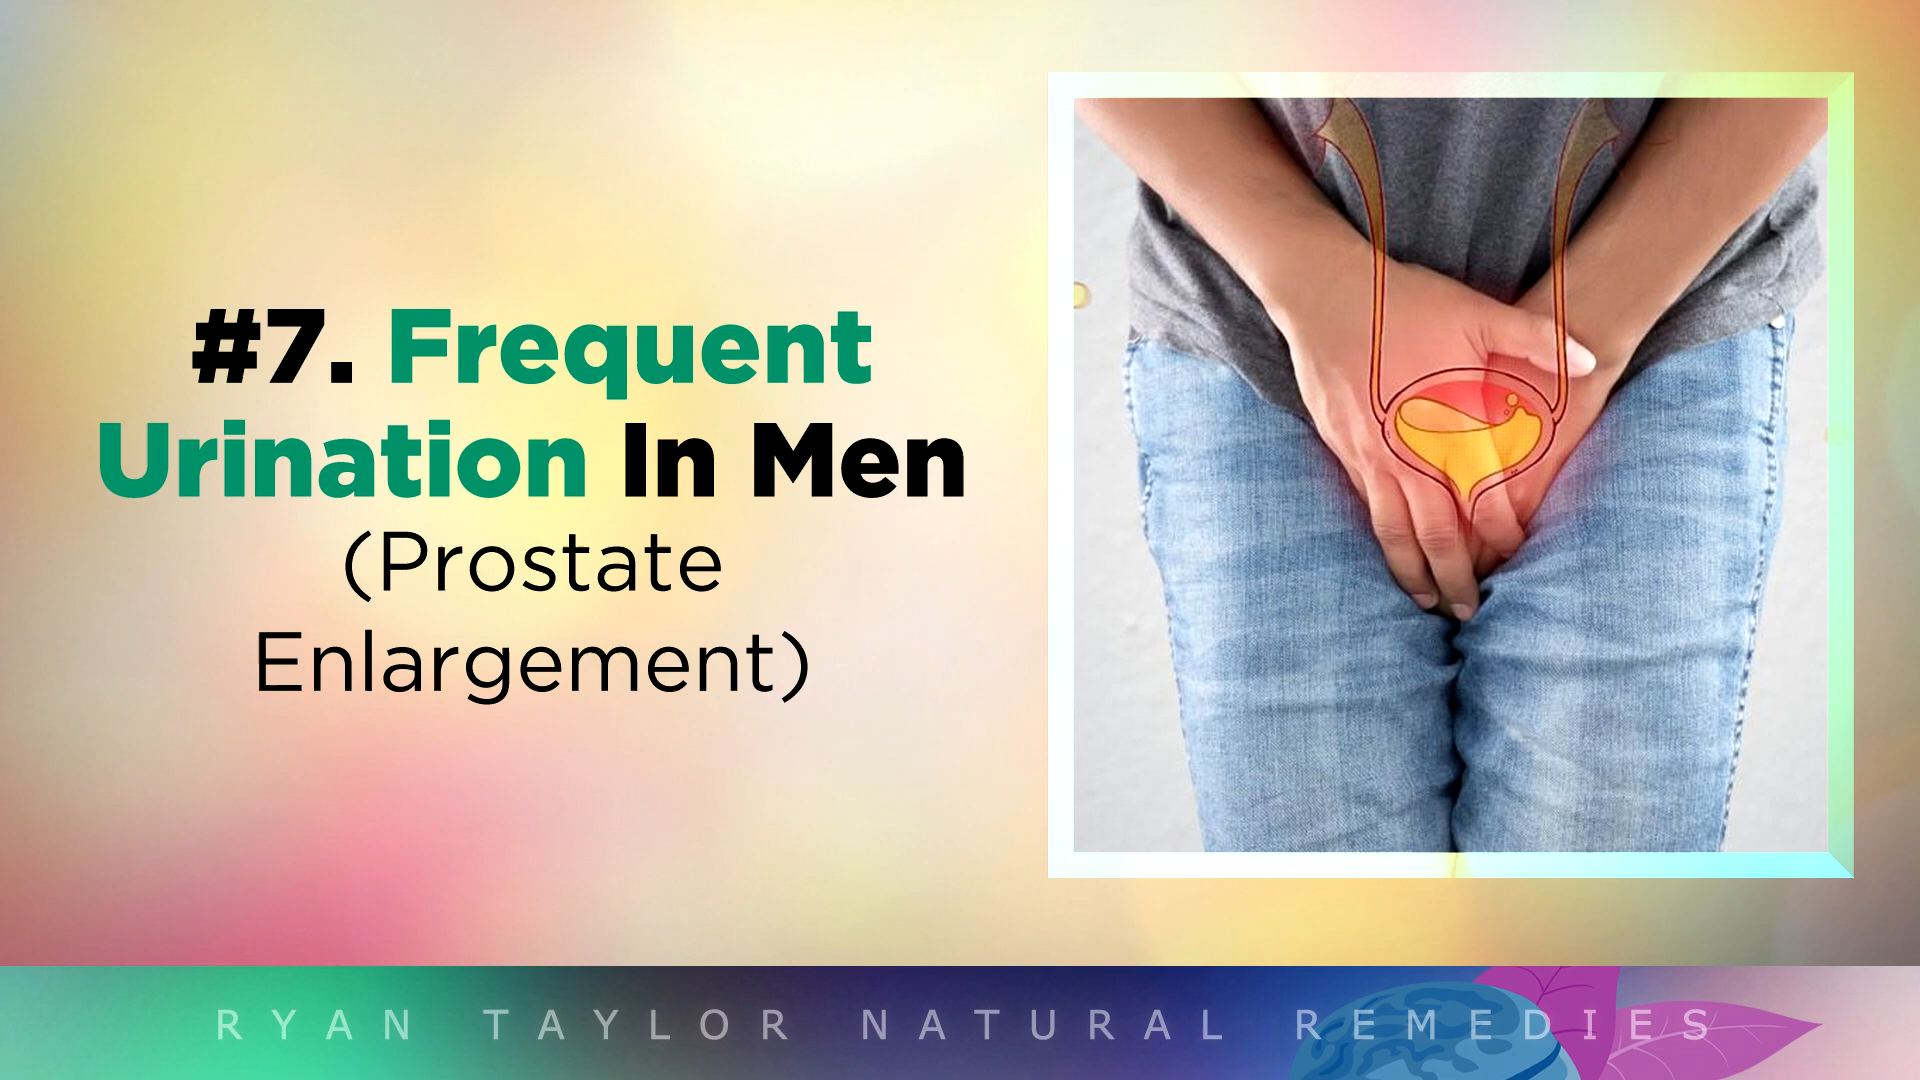 #7. Frequent
Urination In Men
(Prostate
Enlargement)
RYAN TAYLOR NATURAL REMEDIES